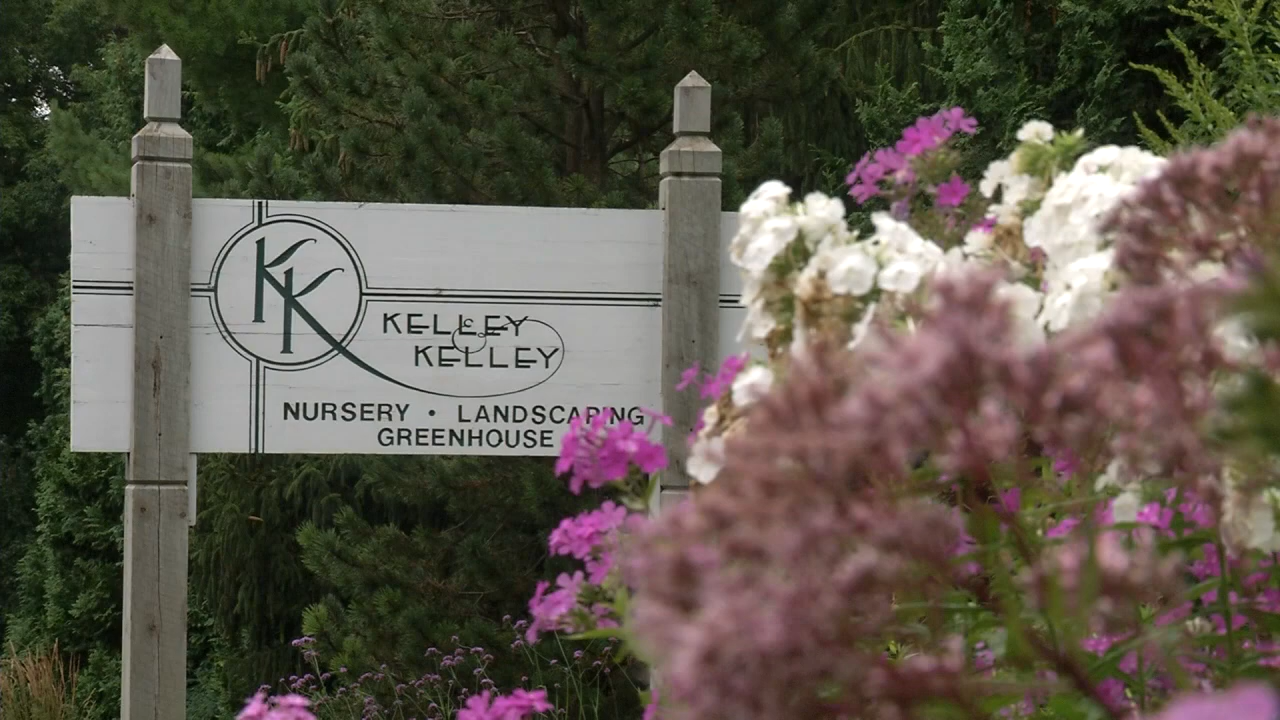 KK
KELLEY
& KELLEY
NURSERY • LANDSCAPING
GREENHOUSE